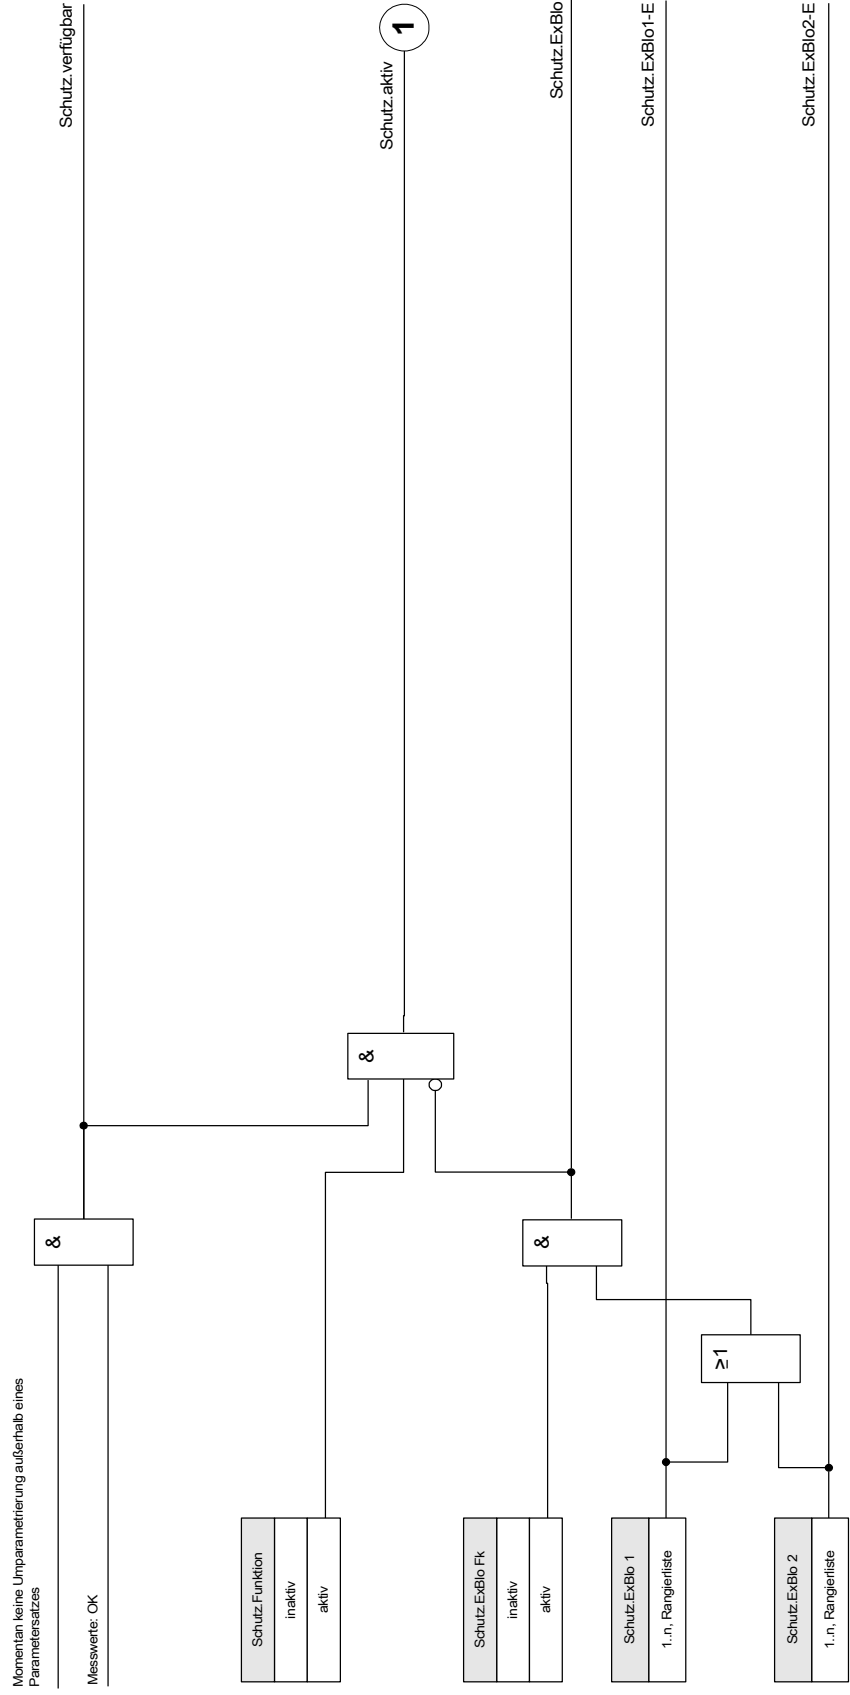 Momentan keine Umparametrierung außerhalb eines
Parametersatzes
Messwerte: OK
&
Schutz.verfügbar
Schutz.Funktion
inaktiv
aktiv
&
Schutz.aktiv
1
Schutz.ExBlo Fk
inaktiv
aktiv
&
Schutz.ExBlo
Schutz.ExBlo 1
1..n, Rangierliste
≥1
Schutz.ExBlo1-E
Schutz.ExBlo 2
1..n, Rangierliste
Schutz.ExBlo2-E